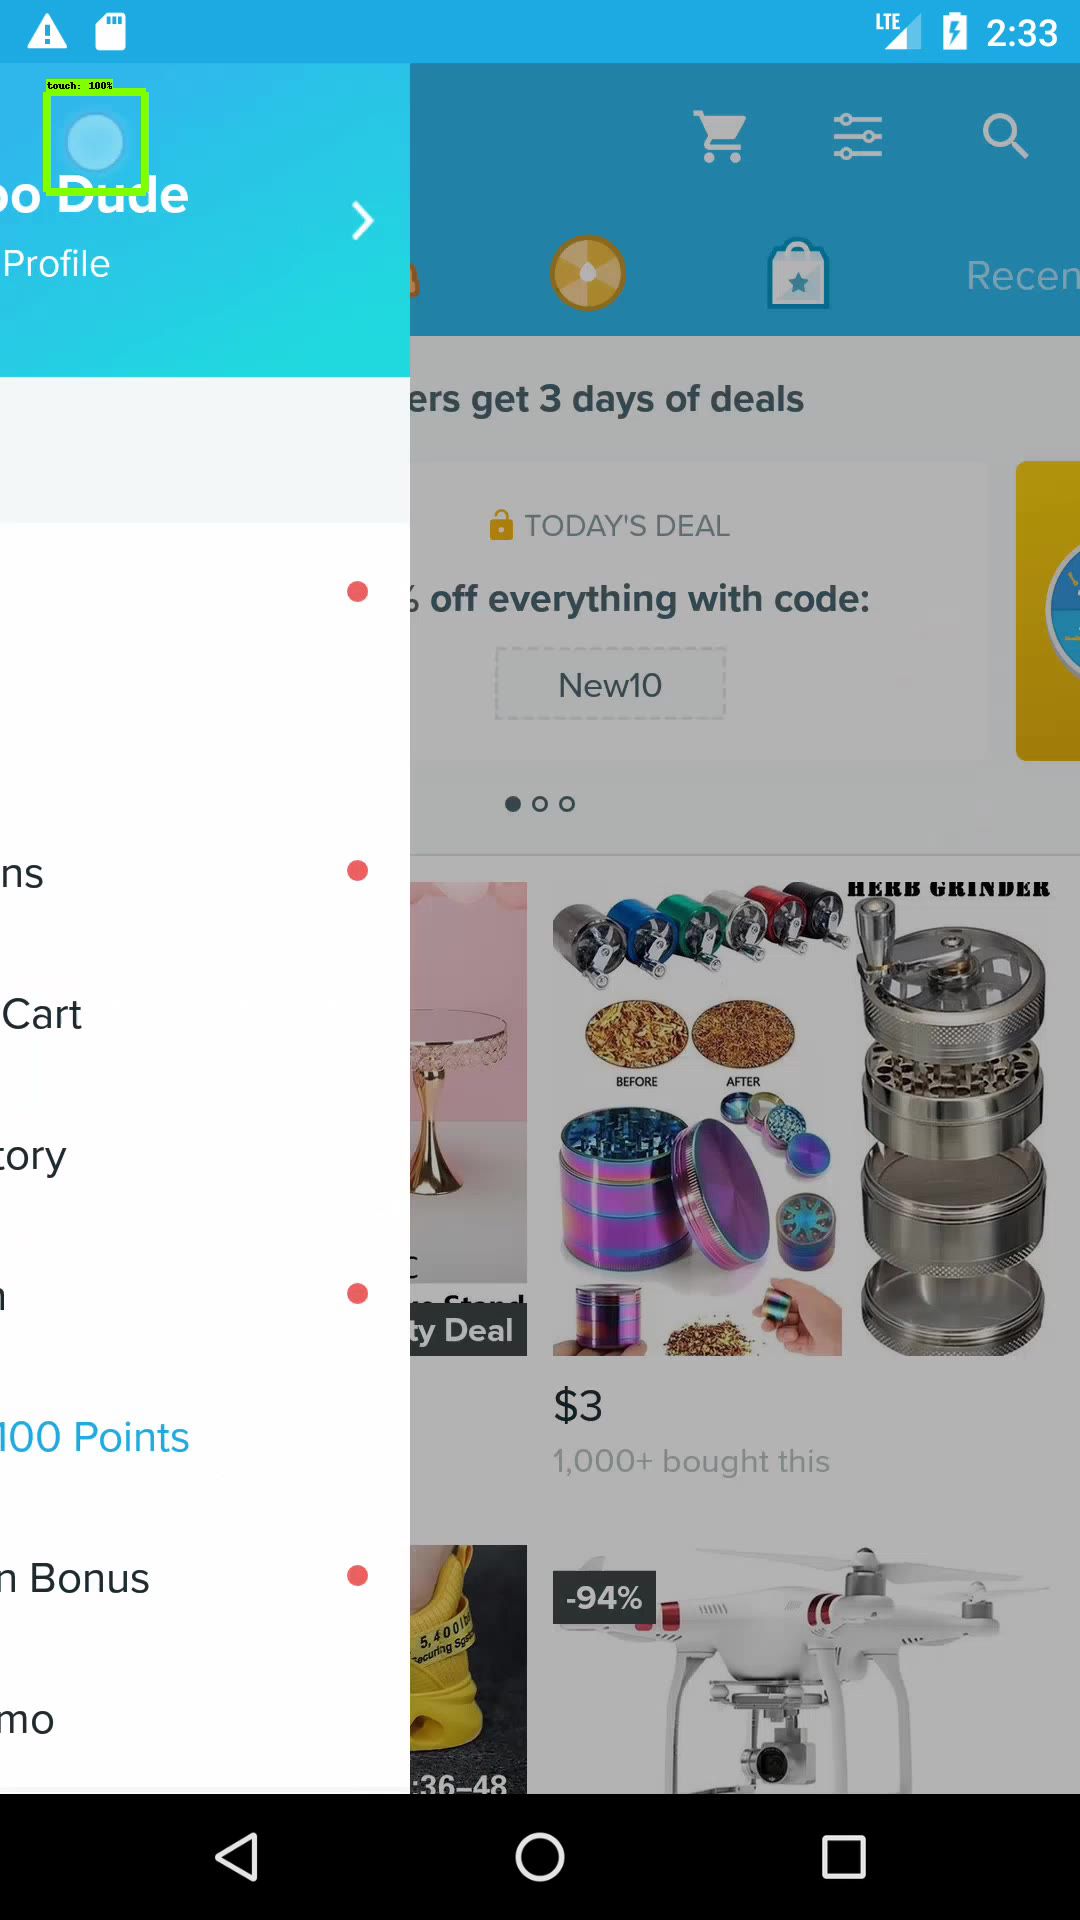 LTE 2:33
touch: 100%
oo Dude
Profile
Recen
ers get 3 days of deals
TODAY'S DEAL
% off everything with code:
New10
ns
Cart
tory
n
100 Points
n Bonus
mo
HERB GRINDER
BEFORE AFTER
ty Deal
$3
1,000+ bought this
5,400lb
-94%
:36–48